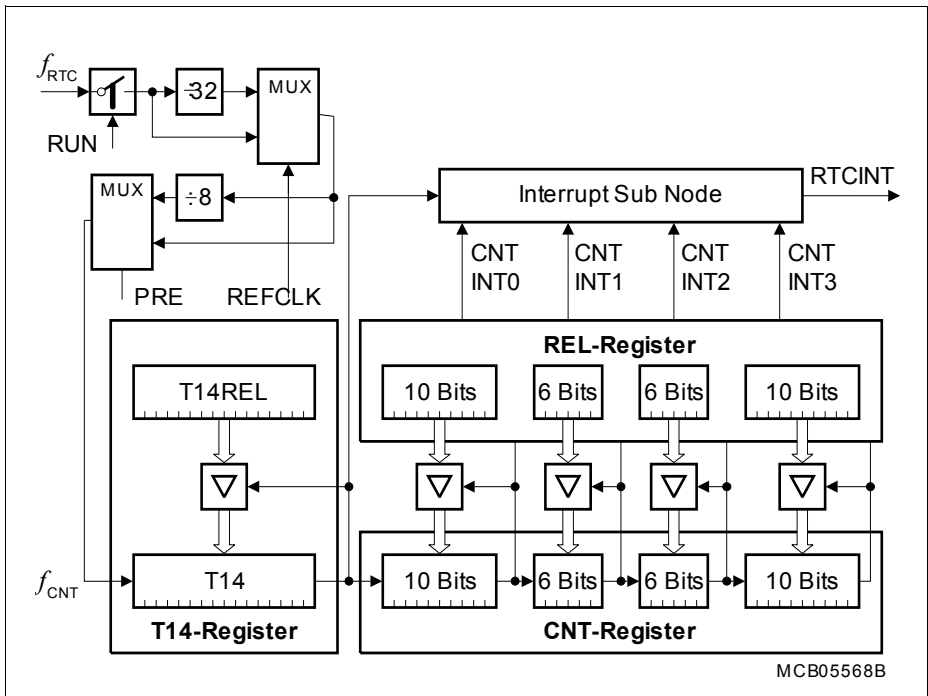 fRTC
÷32
MUX
RUN
MUX
÷8
PRE
REFCLK
Interrupt Sub Node
RTCINT
CNT
INT0
CNT
INT1
CNT
INT2
CNT
INT3
REL-Register
T14REL
10 Bits
6 Bits
6 Bits
10 Bits
fCNT
T14
10 Bits
6 Bits
6 Bits
10 Bits
T14-Register
CNT-Register
MCB05568B